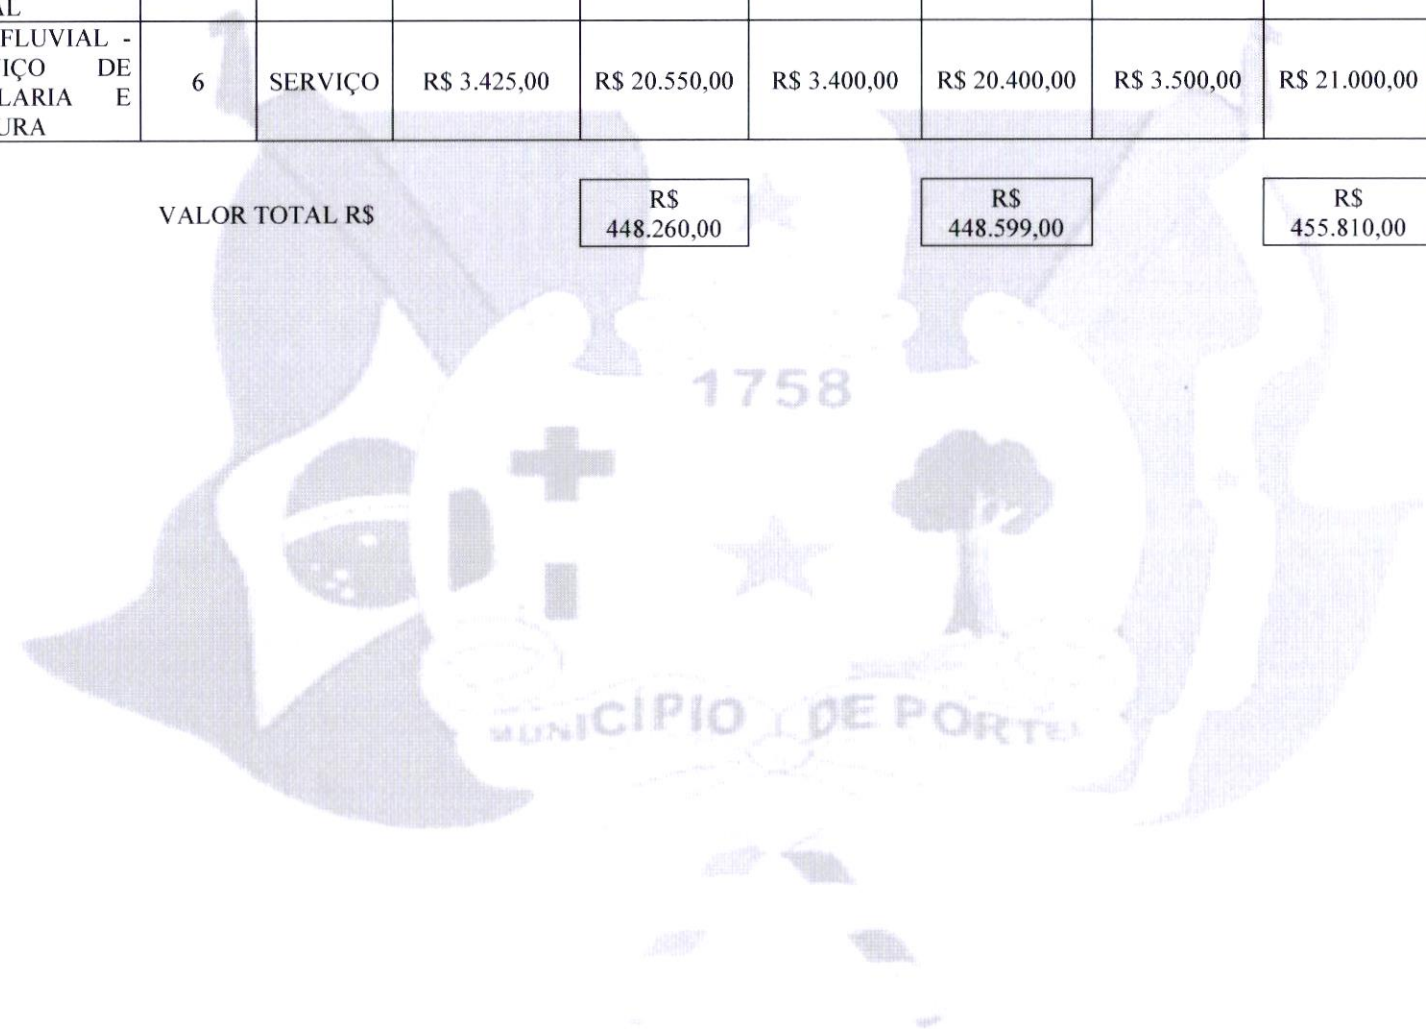 AL
FLUVIAL -
IÇO DE
LARIA E
URA
6 SERVIÇO R$ 3.425,00 R$ 20.550,00 R$ 3.400,00 R$ 20.400,00 R$ 3.500,00 R$ 21.000,00
VALOR TOTAL R$
R$
448.260,00
R$
448.599,00
R$
455.810,00
1758
MUNICÍPIO DE PORTEL